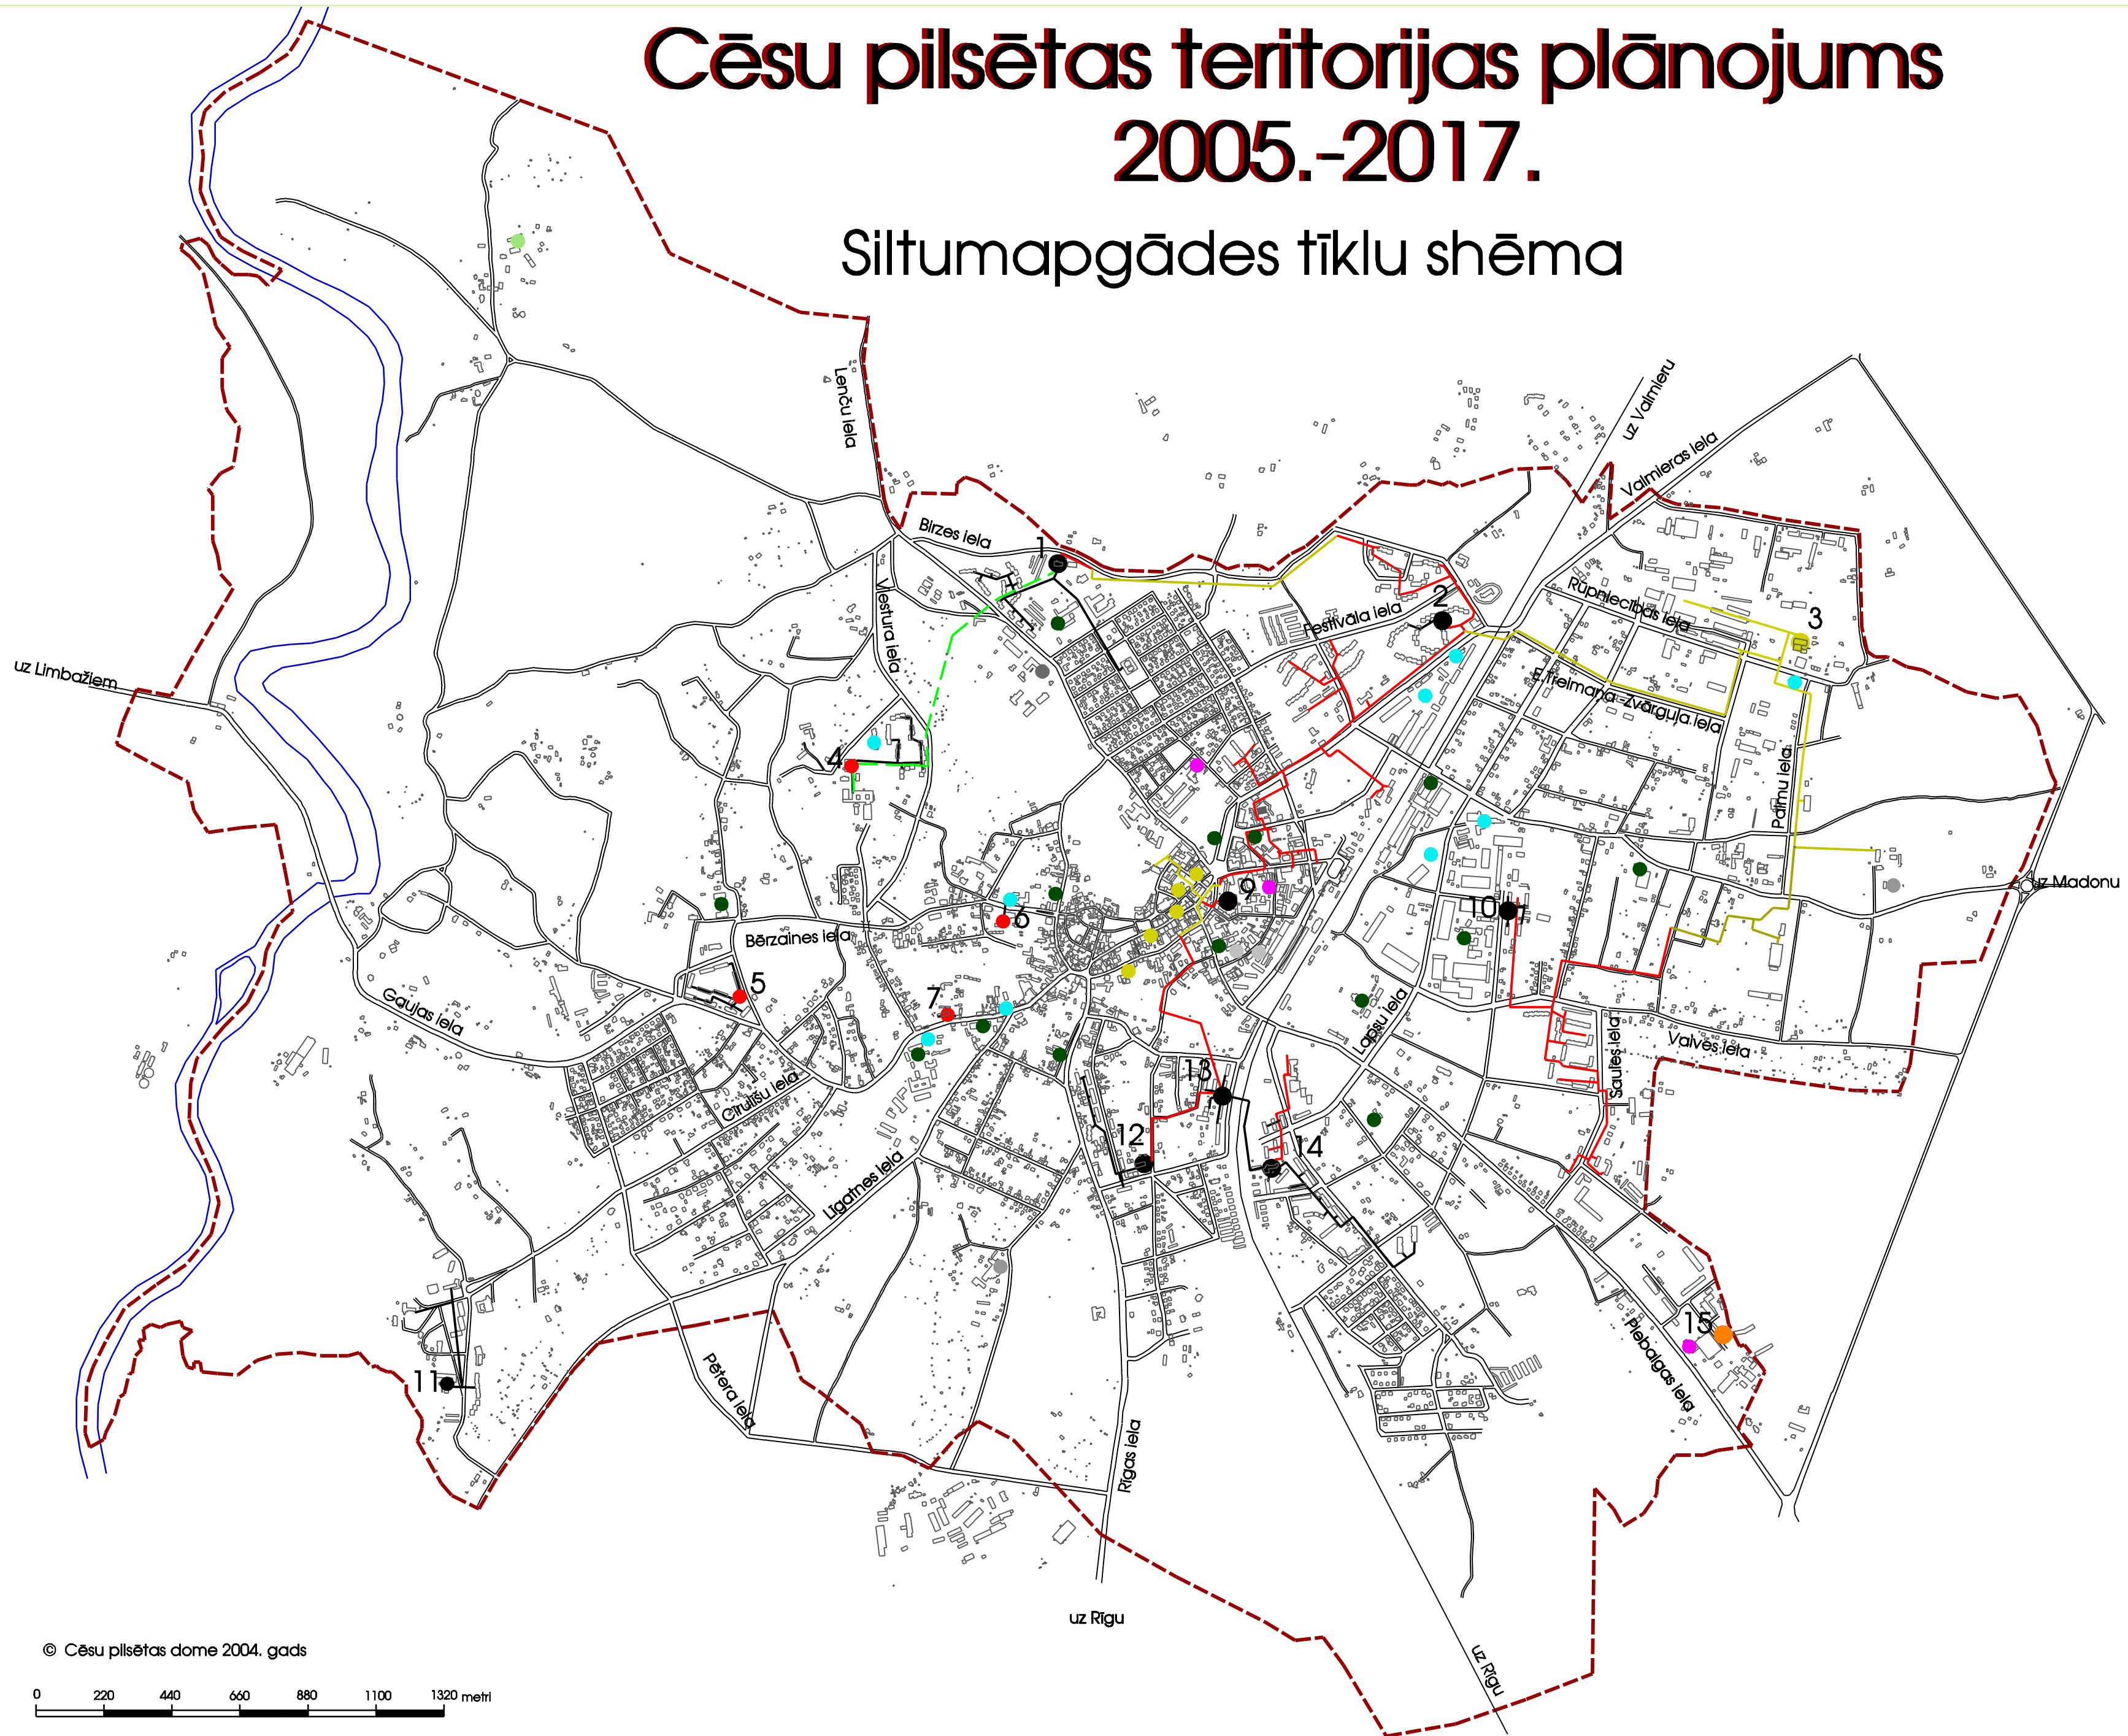 Cēsu pilsētas teritorijas plānojums
2005.-2017.
Siltumapgādes tīklu shēma
Lenču iela
uz Valmieru
Valmieras iela
Birzes iela
1
Viestura iela
Rūpniecības iela
2
Festivāla iela
3
uz Limbažiem
E.Treimaņa-Zvārguļa iela
4
Palmu iela
uz Madonu
9
10
6
Bērzaines iela
5
7
Gaujas iela
Lapsu iela
Saules iela
Valves iela
13
Cīrulīšu iela
12
14
Līgatnes iela
15
Piebalgas iela
11
Pētera iela
Rīgas iela
uz Rīgu
uz Rīgu
© Cēsu pilsētas dome 2004. gads
0 220 440 660 880 1100 1320 metri